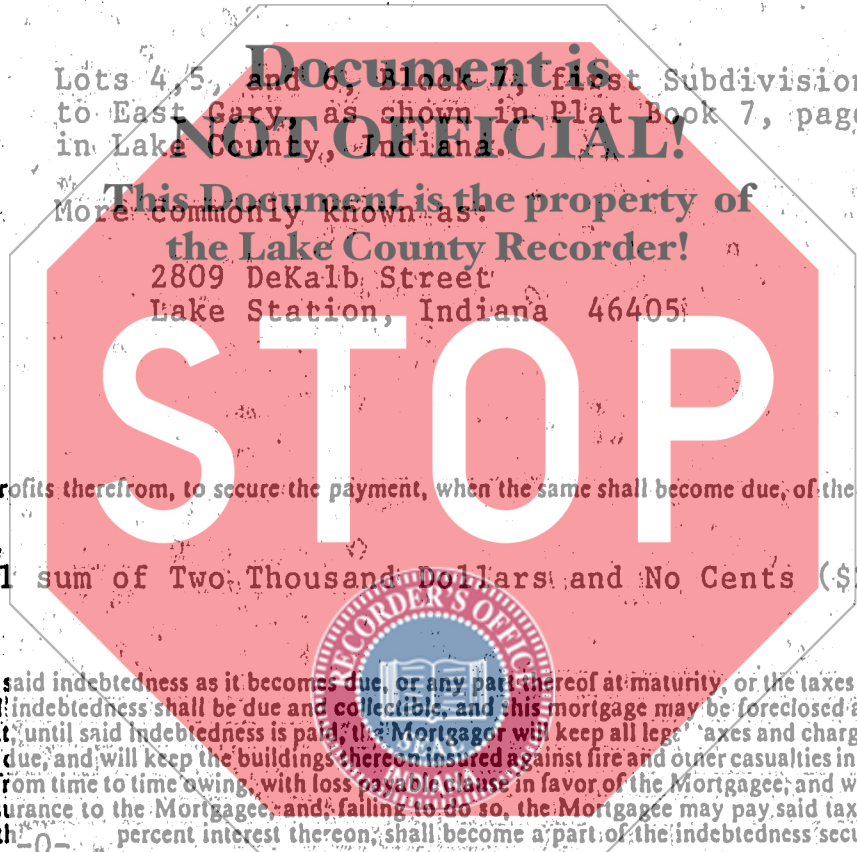 Document is
NOT OFFICIAL!
This Document is the property of
the Lake County Recorder!
STOP
RECORDER'S OFFICE
SEAL
INDIANA
Lots 4,5, and 6, Block 7, first Subdivision
to East Gary, as shown in Plat Book 7, pag
in Lake County, Indiana.
More commonly known as:
2809 DeKalb Street
Lake Station, Indiana 46405
rofits therefrom, to secure the payment, when the same shall become due, of the
l sum of Two Thousand Dollars and No Cents ($
said indebtedness as it becomes due, or any part thereof at maturity, or the taxes
indebtedness shall be due and collectible, and this mortgage may be foreclosed a
t, until said indebtedness is paid, the Mortgagor will keep all legal taxes and charg
due, and will keep the buildings thereon insured against fire and other casualties in
rom time to time owing, with loss payable clause in favor of the Mortgagee, and w
urance to the Mortgagee, and, failing to do so, the Mortgagee may pay said tax
th -0- percent interest thereon, shall become a part of the indebtedness secu